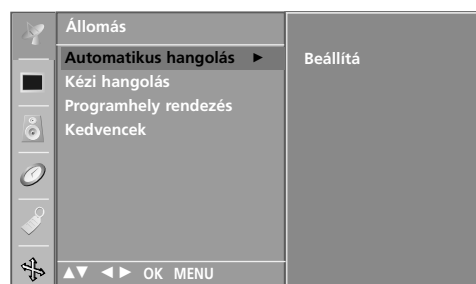 Állomás
Automatikus hangolás ►
Beállítá
Kézi hangolás
Programhely rendezés
Kedvencek
▲▼ ◄► OK MENU